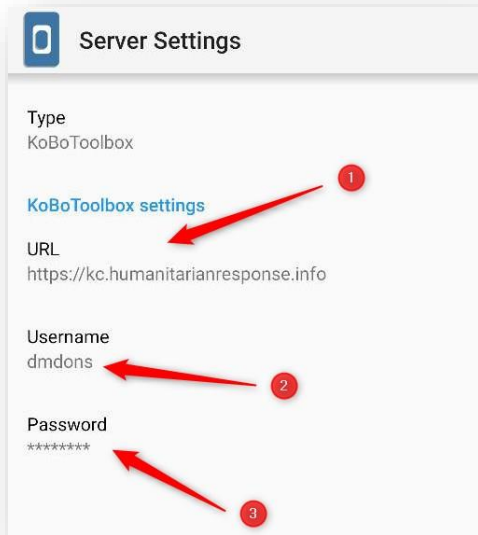 Server Settings
Type
KoBoToolbox
1
KoBoToolbox settings
URL
https://kc.humanitarianresponse.info
Username
dmdons
2
Password
********
3